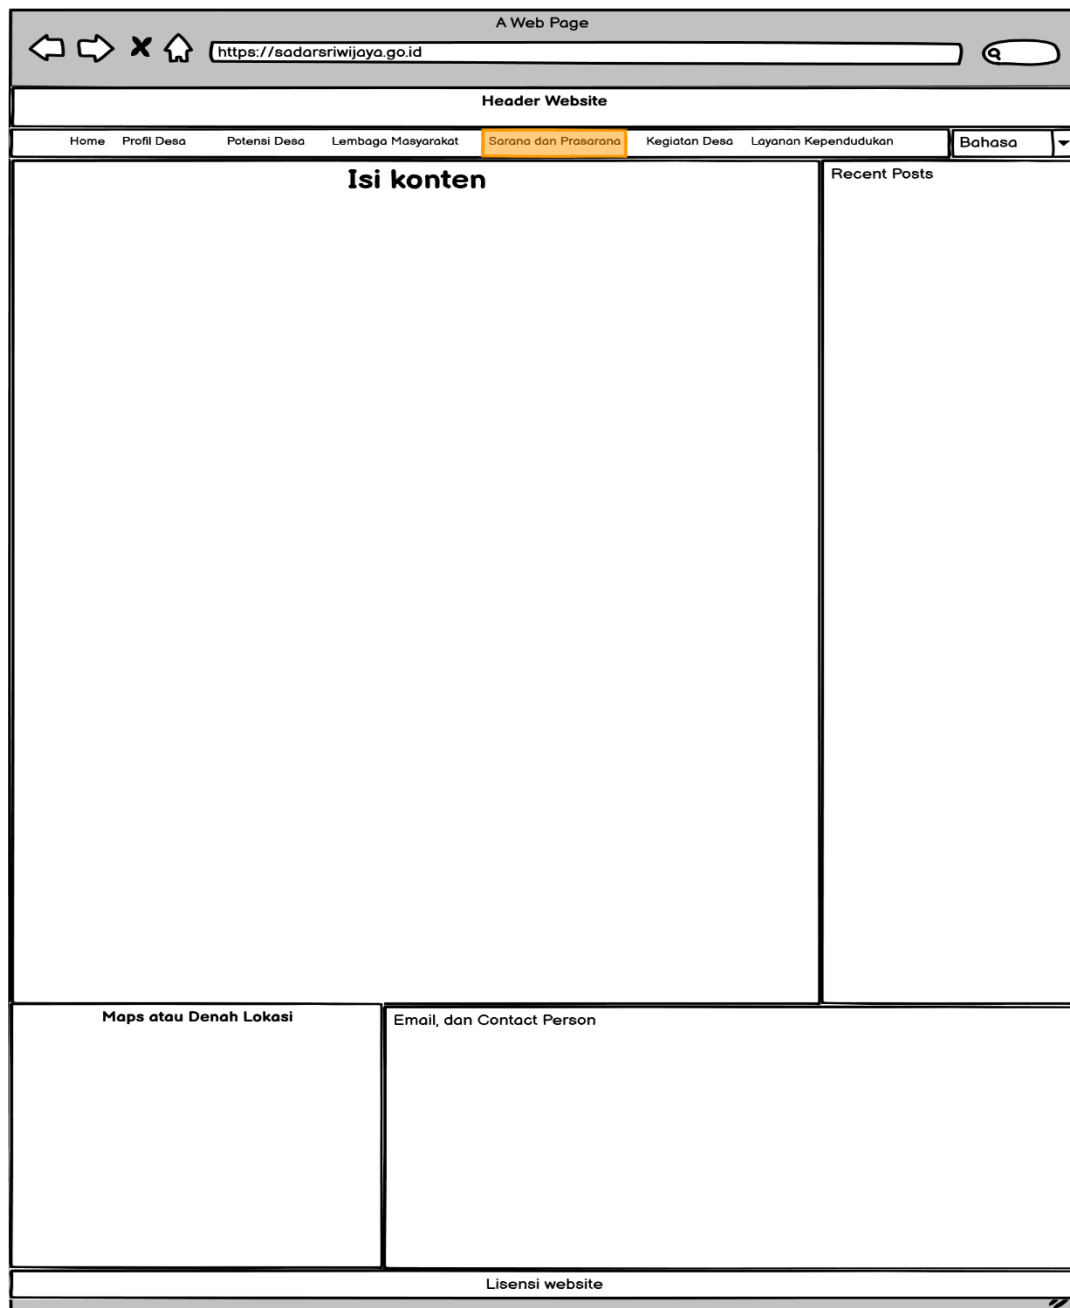 A Web Page
https://sadarsriwijaya.go.id
Header Website
Home Profil Desa Potensi Desa Lembaga Masyarakat Sarana dan Prasarana Kegiatan Desa Layanan Kependudukan Bahasa
Isi konten
Recent Posts
Maps atau Denah Lokasi
Email, dan Contact Person
Lisensi website